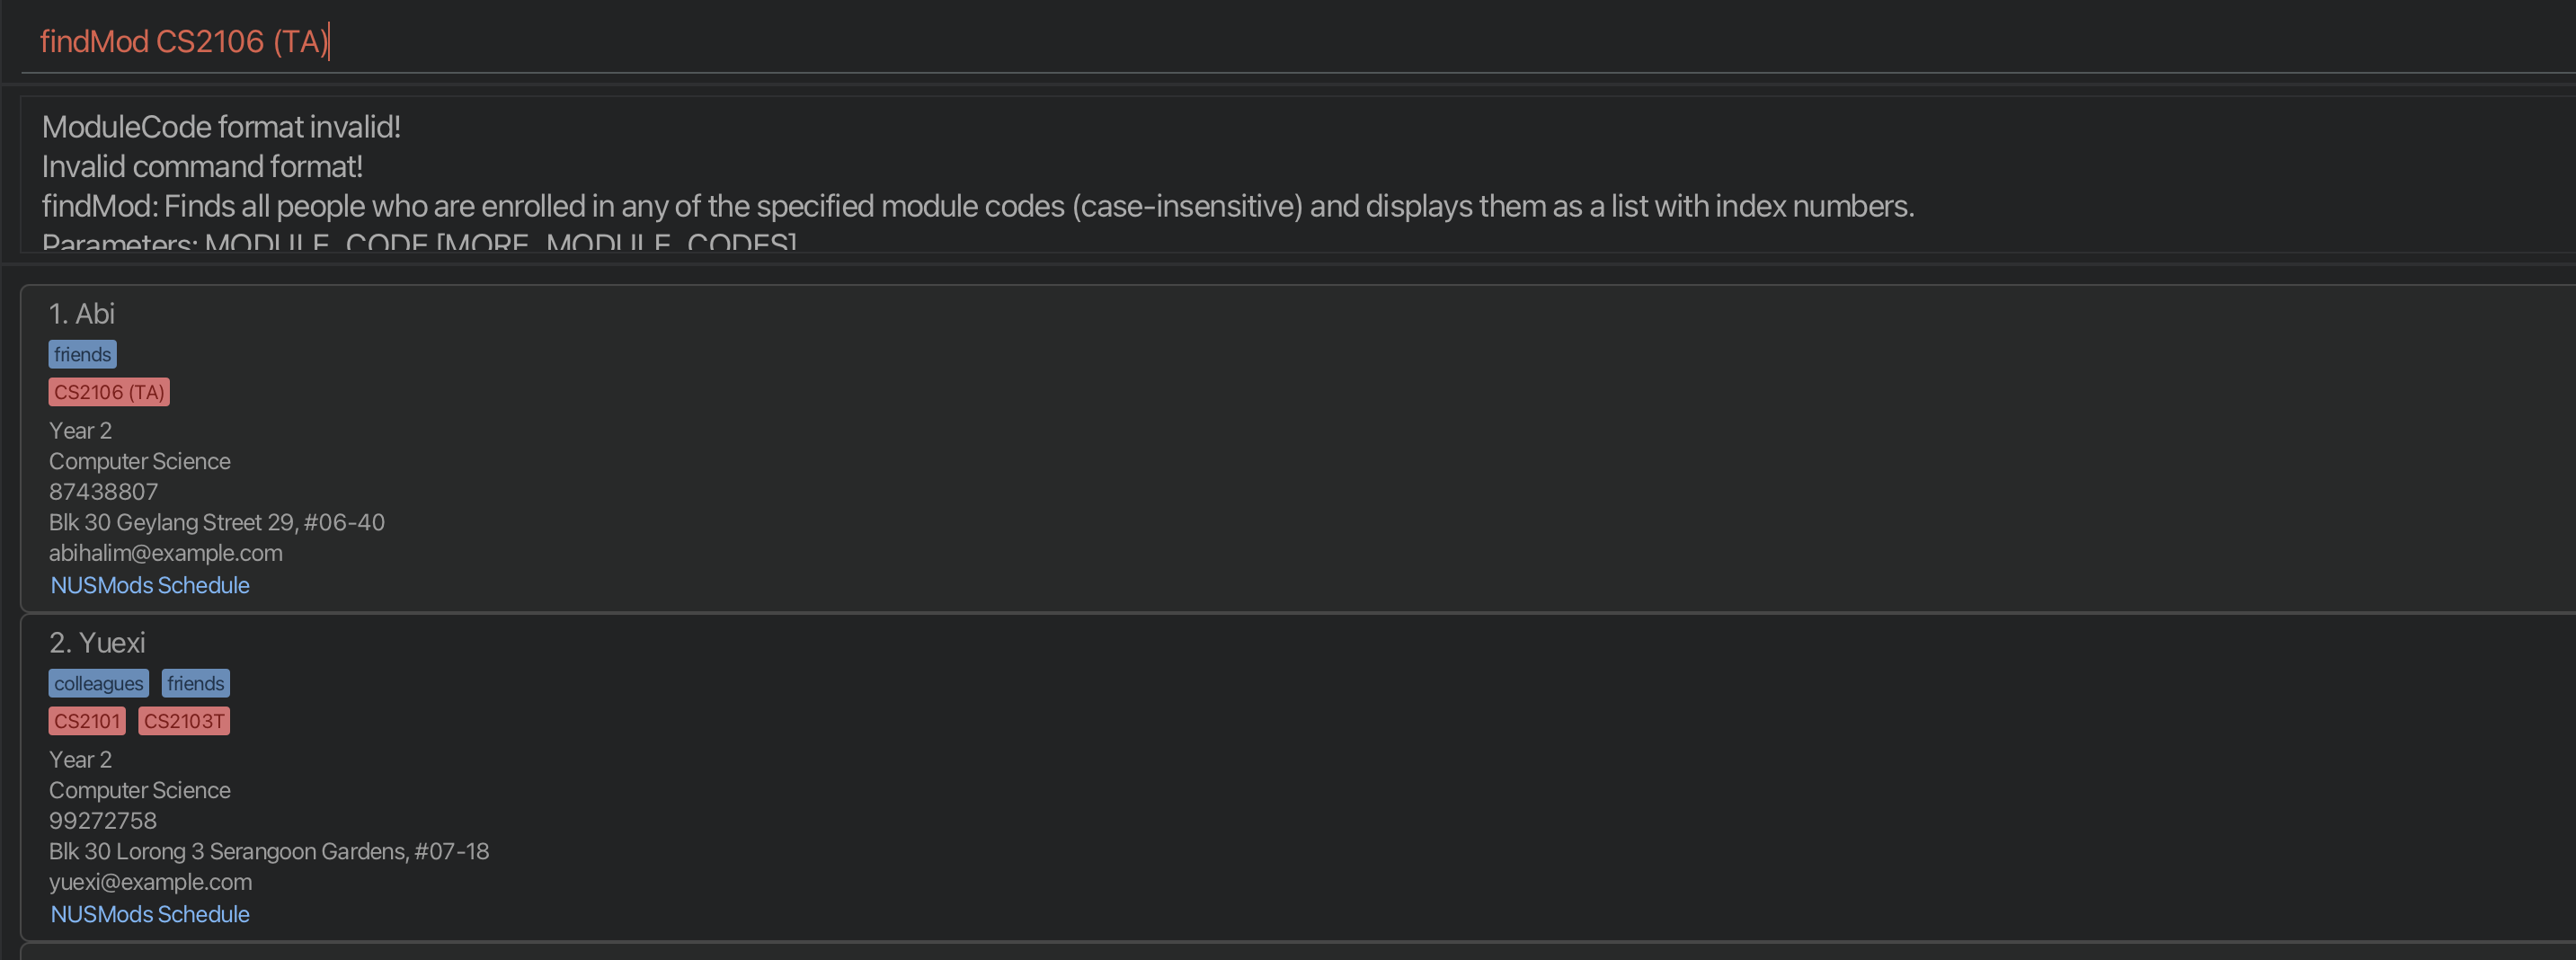 findMod CS2106 (TA)
ModuleCode format invalid!
Invalid command format!
findMod: Finds all people who are enrolled in any of the specified module codes (case-insensitive) and displays them as a list with index numbers.
Parameters: MODULE_CODE [MORE_MODULE_CODES]
1. Abi
friends
CS2106 (TA)
Year 2
Computer Science
87438807
Blk 30 Geylang Street 29, #06-40
abihalim@example.com
NUSMods Schedule
2. Yuexi
colleagues friends
CS2101 CS2103T
Year 2
Computer Science
99272758
Blk 30 Lorong 3 Serangoon Gardens, #07-18
yuexi@example.com
NUSMods Schedule